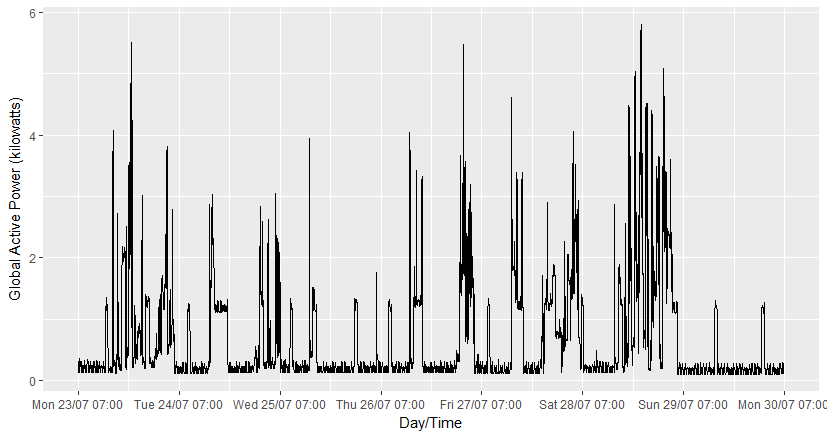 Global Active Power (kilowatts)
6
4
2
0
Mon 23/07 07:00 Tue 24/07 07:00 Wed 25/07 07:00 Thu 26/07 07:00 Fri 27/07 07:00 Sat 28/07 07:00 Sun 29/07 07:00 Mon 30/07 07:00
Day/Time